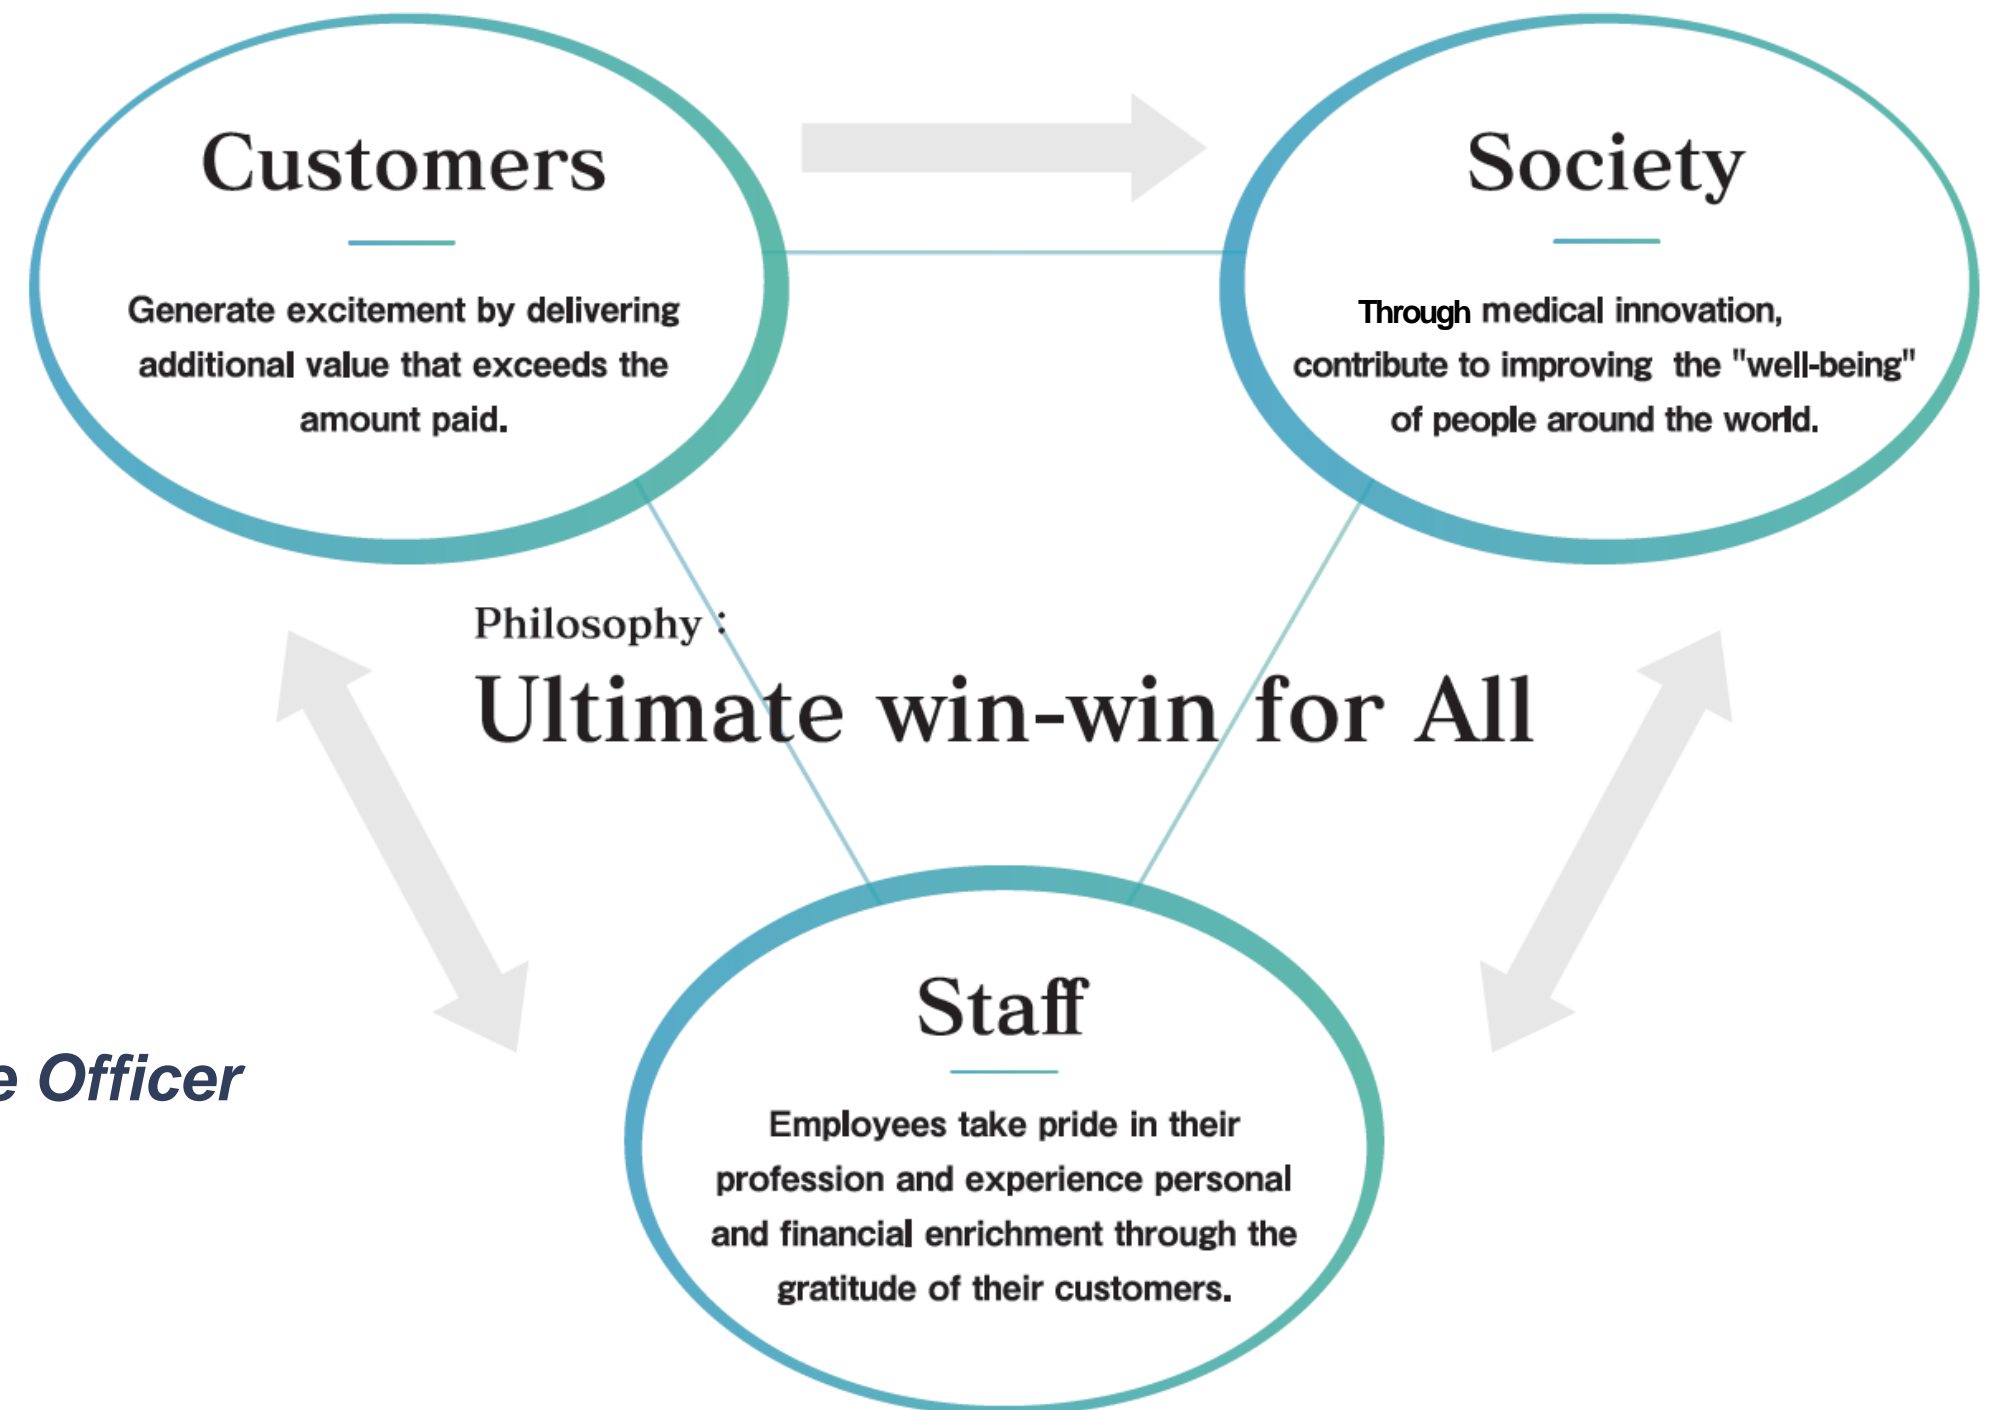 Customers
Generate excitement by delivering
additional value that exceeds the
amount paid.
Society
Through medical innovation,
contribute to improving the "well-being"
of people around the world.
Philosophy :
Ultimate win-win for All
Staff
Employees take pride in their
profession and experience personal
and financial enrichment through the
gratitude of their customers.
Officer